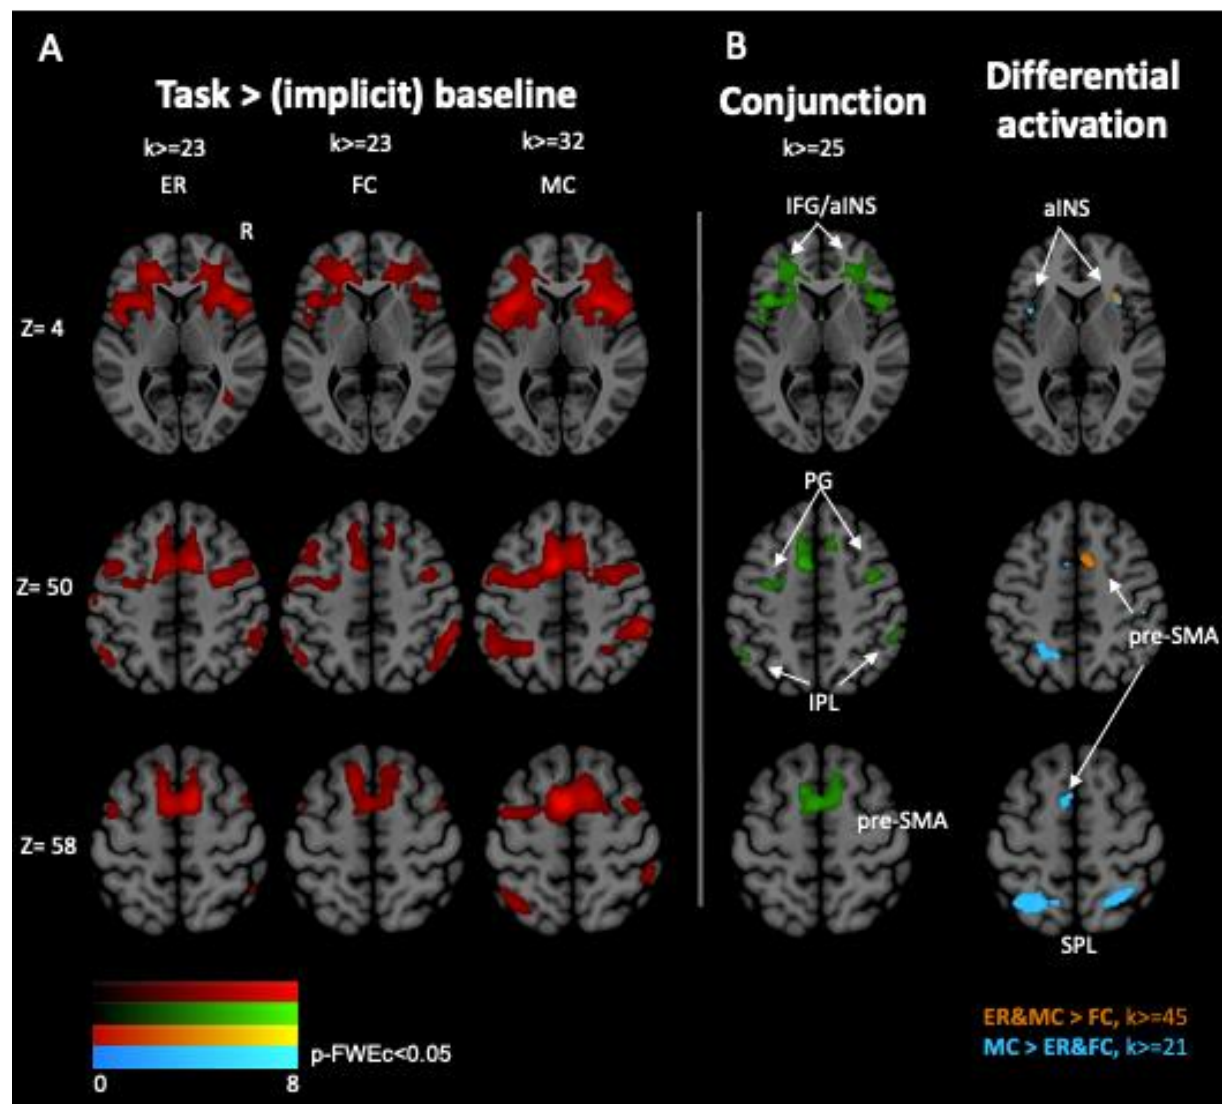 A
B
Task > (implicit) baseline
Conjunction
Differential
activation
k>=23
k>=23
k>=32
k>=25
ER
FC
MC
IFG/aINS
aINS
R
Z= 4
PG
Z= 50
pre-SMA
IPL
Z= 58
pre-SMA
SPL
ER&MC > FC, k>=45
MC > ER&FC, k>=21
p-FWEc<0.05
0
8